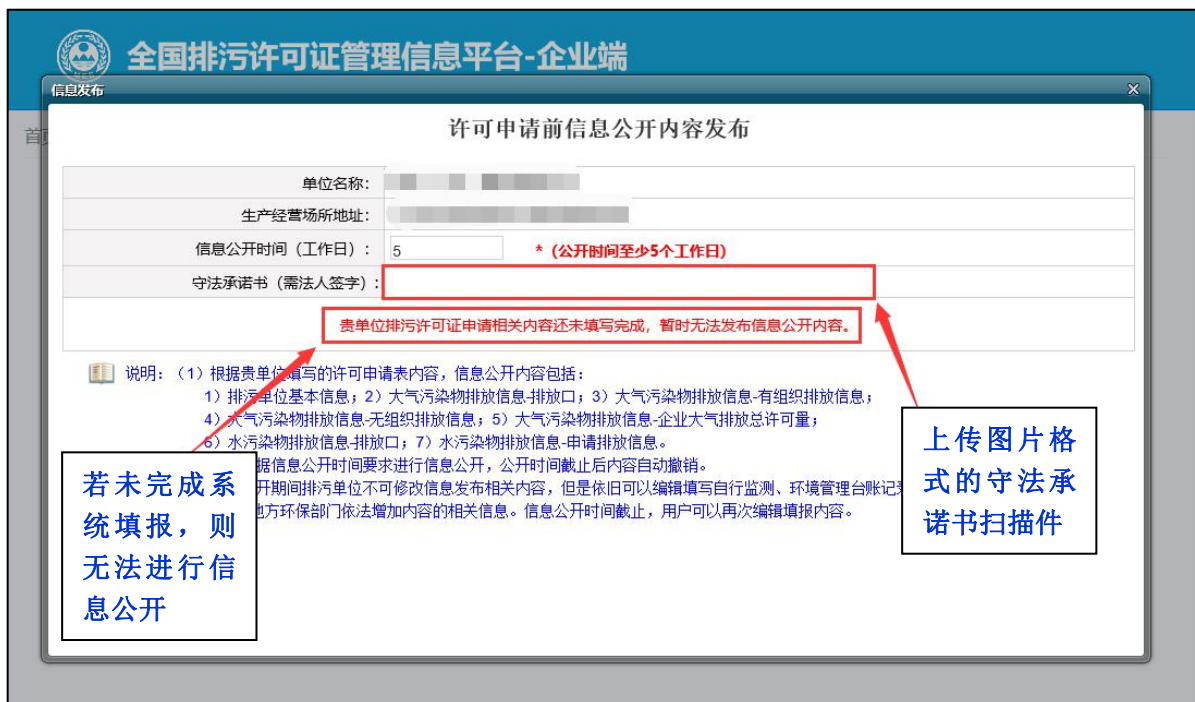 全国排污许可证管理信息平台-企业端
信息发布
首
许可申请前信息公开内容发布
单位名称:
生产经营场所地址:
信息公开时间（工作日）: 5 *（公开时间至少5个工作日)
守法承诺书（需法人签字）:
贵单位排污许可证申请相关内容还未填写完成，暂时无法发布信息公开内容。
说明：（1）根据贵单位填写的许可申请表内容，信息公开内容包括：
1）排污单位基本信息；2）大气污染物排放信息-排放口；3）大气污染物排放信息-有组织排放信息；
4）大气污染物排放信息-无组织排放信息；5）大气污染物排放信息-企业大气排放总许可量；
6）水污染物排放信息-排放口；7）水污染物排放信息-申请排放信息。
据信息公开时间要求进行信息公开，公开时间截止后内容自动撤销。
开期间排污单位不可修改信息发布相关内容，但是依旧可以编辑填写自行监测、环境管理台账记
地方环保部门依法增加内容的相关信息。信息公开时间截止，用户可以再次编辑填报内容。
若未完成系
统填报，则
无法进行信
息公开
上传图片格
式的守法承
诺书扫描件